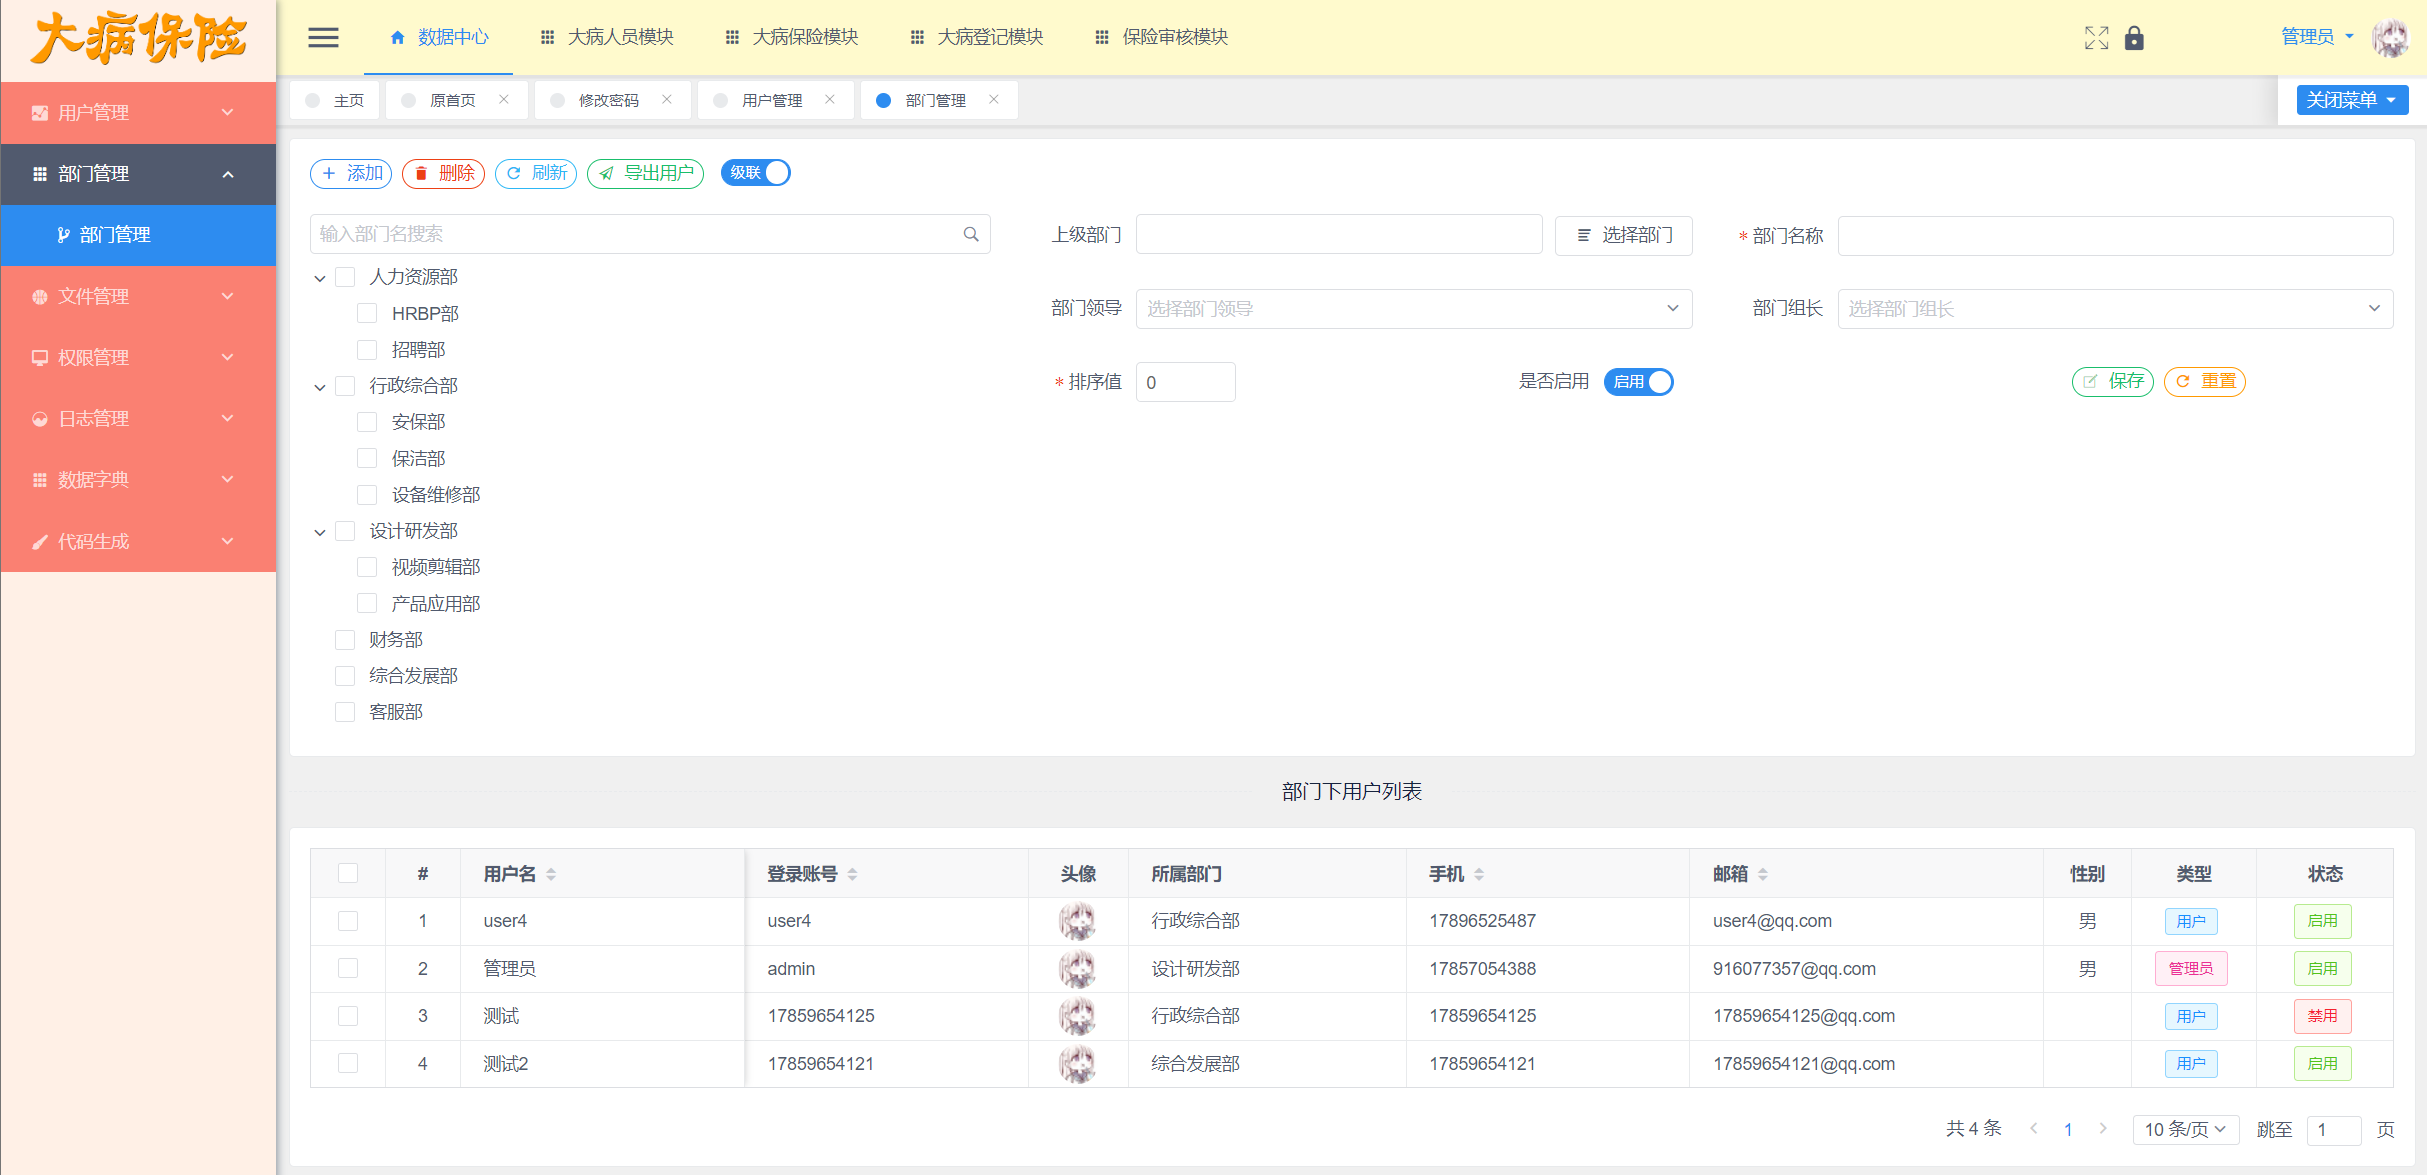 大病保险
数据中心 大病人员模块 大病保险模块 大病登记模块 保险审核模块 管理员
主页 原首页 修改密码 用户管理 部门管理 关闭菜单
用户管理
部门管理
部门管理
文件管理
权限管理
日志管理
数据字典
代码生成
添加 删除 刷新 导出用户 级联
输入部门名搜索
人力资源部
HRBP部
招聘部
行政综合部
安保部
保洁部
设备维修部
设计研发部
视频剪辑部
产品应用部
财务部
综合发展部
客服部
上级部门 选择部门 * 部门名称
部门领导 选择部门领导 部门组长 选择部门组长
* 排序值 0 是否启用 启用 保存 重置
部门下用户列表
# 用户名 登录账号 头像 所属部门 手机 邮箱 性别 类型 状态
1 user4 user4 行政综合部 17896525487 user4@qq.com 男 用户 启用
2 管理员 admin 设计研发部 17857054388 916077357@qq.com 男 管理员 启用
3 测试 17859654125 行政综合部 17859654125 17859654125@qq.com 用户 禁用
4 测试2 17859654121 综合发展部 17859654121 17859654121@qq.com 用户 启用
共 4 条 1 10 条/页 跳至 1 页